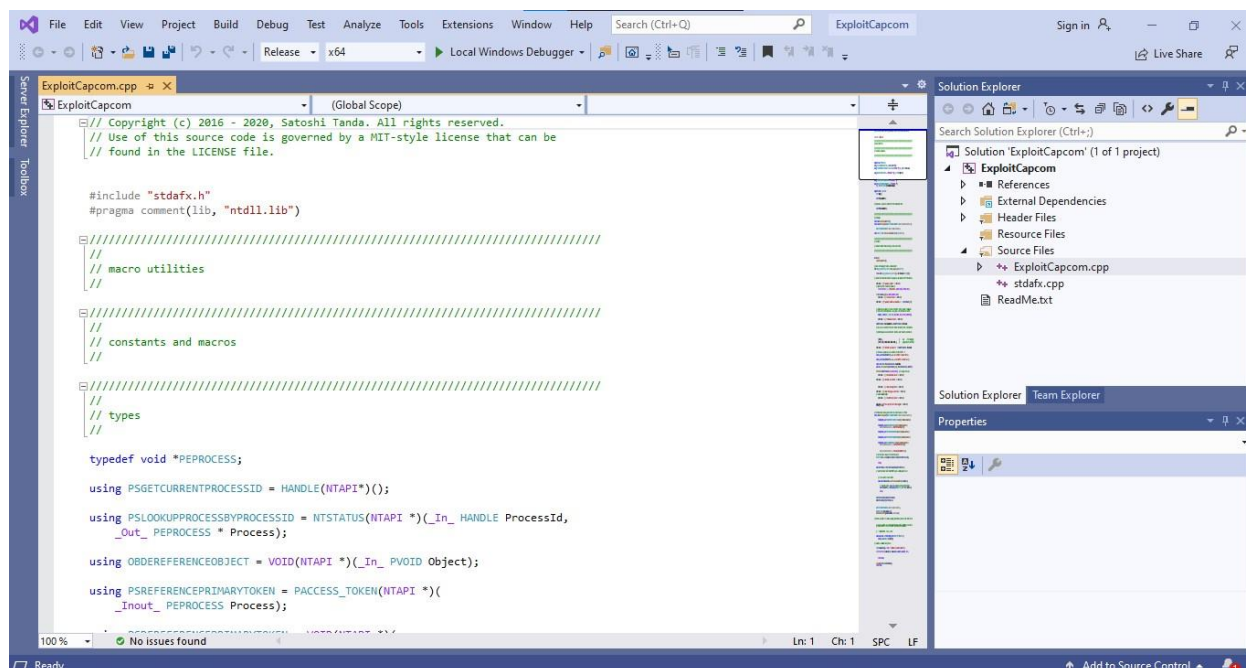 File Edit View Project Build Debug Test Analyze Tools Extensions Window Help Search (Ctrl+Q) ExploitCapcom Sign in
Release x64 Local Windows Debugger Live Share
Server Explorer
Toolbox
ExploitCapcom.cpp
ExploitCapcom (Global Scope)
// Copyright (c) 2016 - 2020, Satoshi Tanda. All rights reserved.
// Use of this source code is governed by a MIT-style license that can be
// found in the LICENSE file.
#include "stdafx.h"
#pragma comment(lib, "ntdll.lib")
////////////////////////////////////////////////////////////////////////////////
//
// macro utilities
//
////////////////////////////////////////////////////////////////////////////////
//
// constants and macros
//
////////////////////////////////////////////////////////////////////////////////
//
// types
//
typedef void *PEPROCESS;
using PSGETCURRENTPROCESSID = HANDLE(NTAPI*)();
using PSLOOKUPPROCESSBYPROCESSID = NTSTATUS(NTAPI *)(_In_ HANDLE ProcessId,
_Out_ PEPROCESS * Process);
using OBDEREFERENCEOBJECT = VOID(NTAPI *)(_In_ PVOID Object);
using PSREFERENCEPRIMARYTOKEN = PACCESS_TOKEN(NTAPI *)(
_Inout_ PEPROCESS Process);
100 % No issues found Ln: 1 Ch: 1 SPC LF
Solution Explorer
Search Solution Explorer (Ctrl+;)
Solution 'ExploitCapcom' (1 of 1 project)
ExploitCapcom
References
External Dependencies
Header Files
Resource Files
Source Files
ExploitCapcom.cpp
stdafx.cpp
ReadMe.txt
Solution Explorer Team Explorer
Properties
Ready Add to Source Control